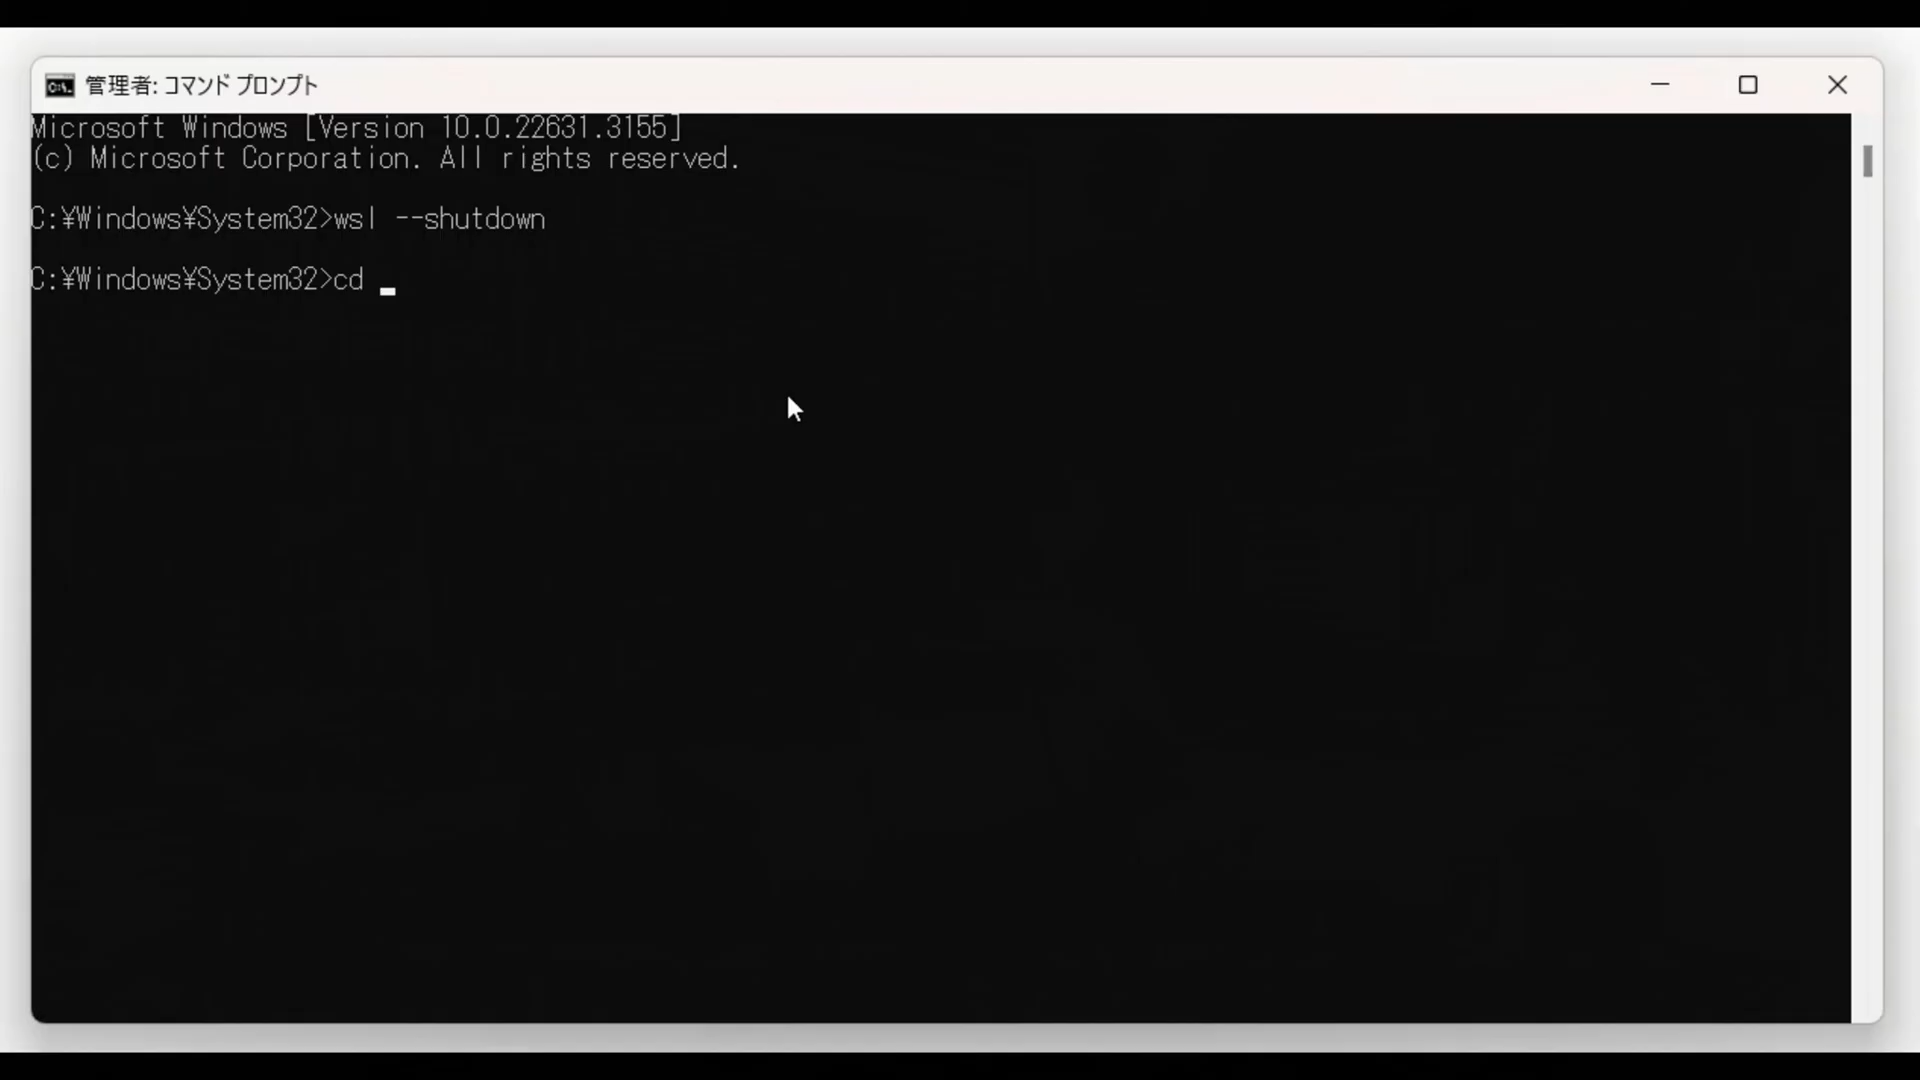 管理者: コマンド プロンプト
Microsoft Windows [Version 10.0.22631.3155]
(c) Microsoft Corporation. All rights reserved.
C:¥Windows¥System32>wsl --shutdown
C:¥Windows¥System32>cd